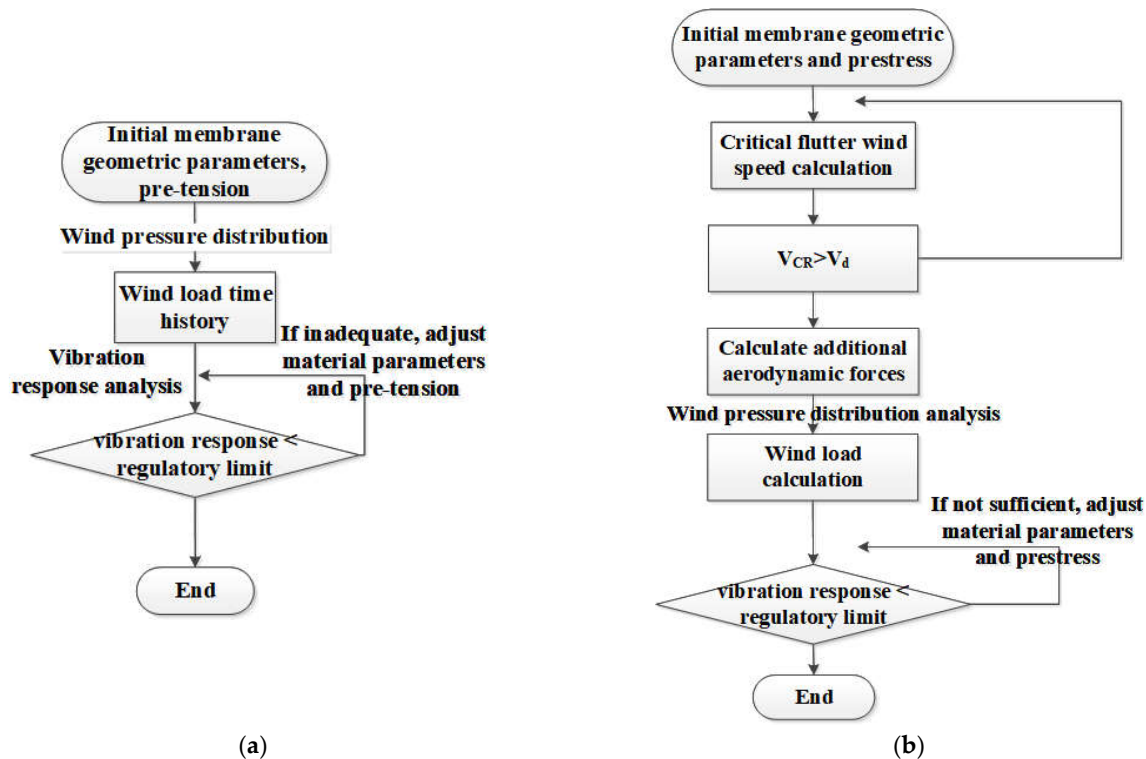 Initial membrane
geometric parameters,
pre-tension
Wind pressure distribution
Wind load time
history
Vibration
response analysis
If inadequate, adjust
material parameters
and pre-tension
vibration response <
regulatory limit
End
(a)
Initial membrane geometric
parameters and prestress
Critical flutter wind
speed calculation
VCR>Vd
Calculate additional
aerodynamic forces
Wind pressure distribution analysis
Wind load
calculation
If not sufficient, adjust
material parameters
and prestress
vibration response <
regulatory limit
End
(b)